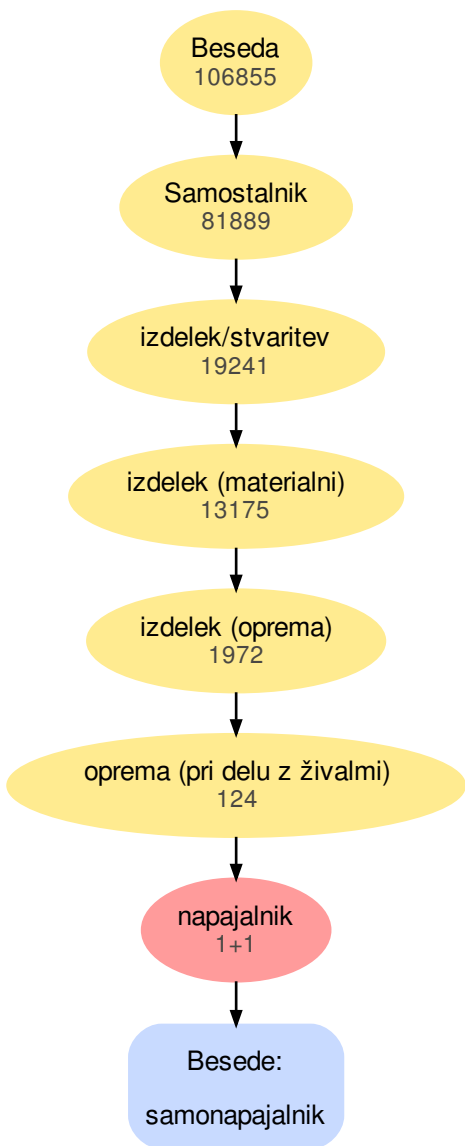 Beseda
106855
Samostalnik
81889
izdelek/stvaritev
19241
izdelek (materialni)
13175
izdelek (oprema)
1972
oprema (pri delu z živalmi)
124
napajalnik
1+1
Besede:
samonapajalnik